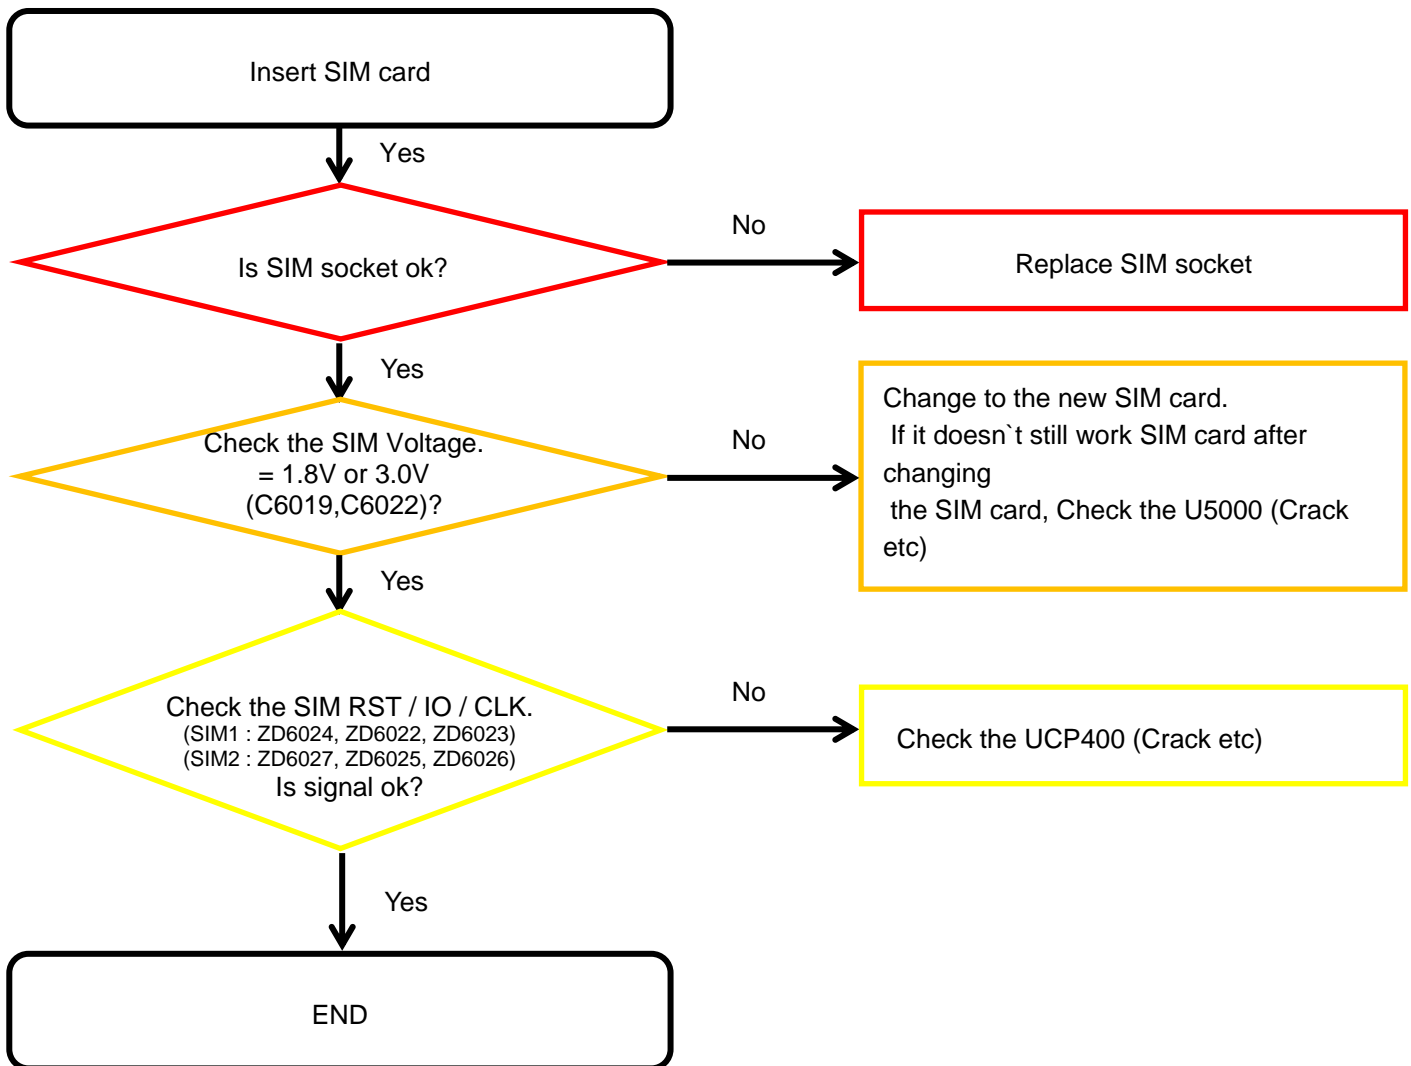 Insert SIM card
Yes
Is SIM socket ok?
No
Replace SIM socket
Yes
Check the SIM Voltage.
= 1.8V or 3.0V
(C6019,C6022)?
No
Change to the new SIM card.
If it doesn`t still work SIM card after
changing
the SIM card, Check the U5000 (Crack
etc)
Yes
Check the SIM RST / IO / CLK.
(SIM1 : ZD6024, ZD6022, ZD6023)
(SIM2 : ZD6027, ZD6025, ZD6026)
Is signal ok?
No
Check the UCP400 (Crack etc)
Yes
END